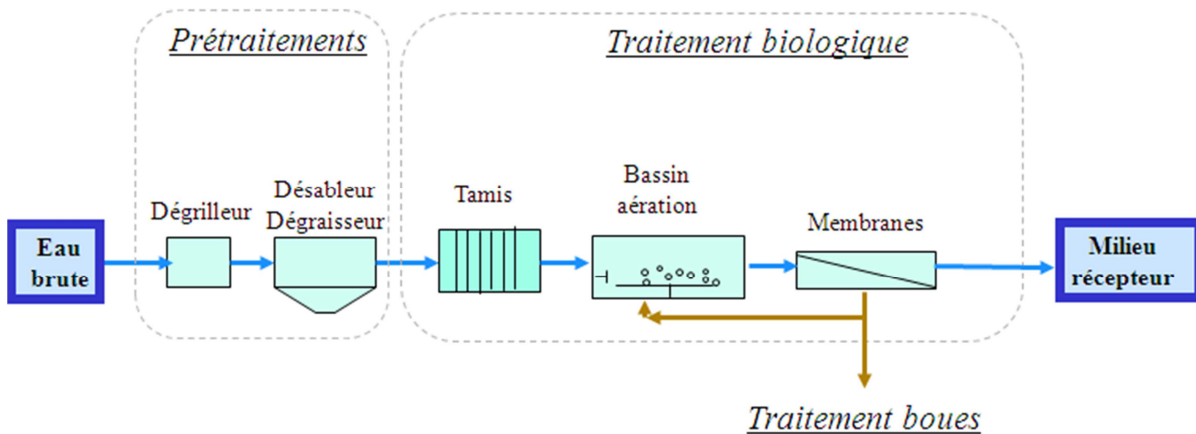 Prétraitements
Traitement biologique
Dégrilleur
Désableur
Dégraisseur
Tamis
Bassin
aération
Membranes
Eau
brute
Milieu
récepteur
Traitement boues